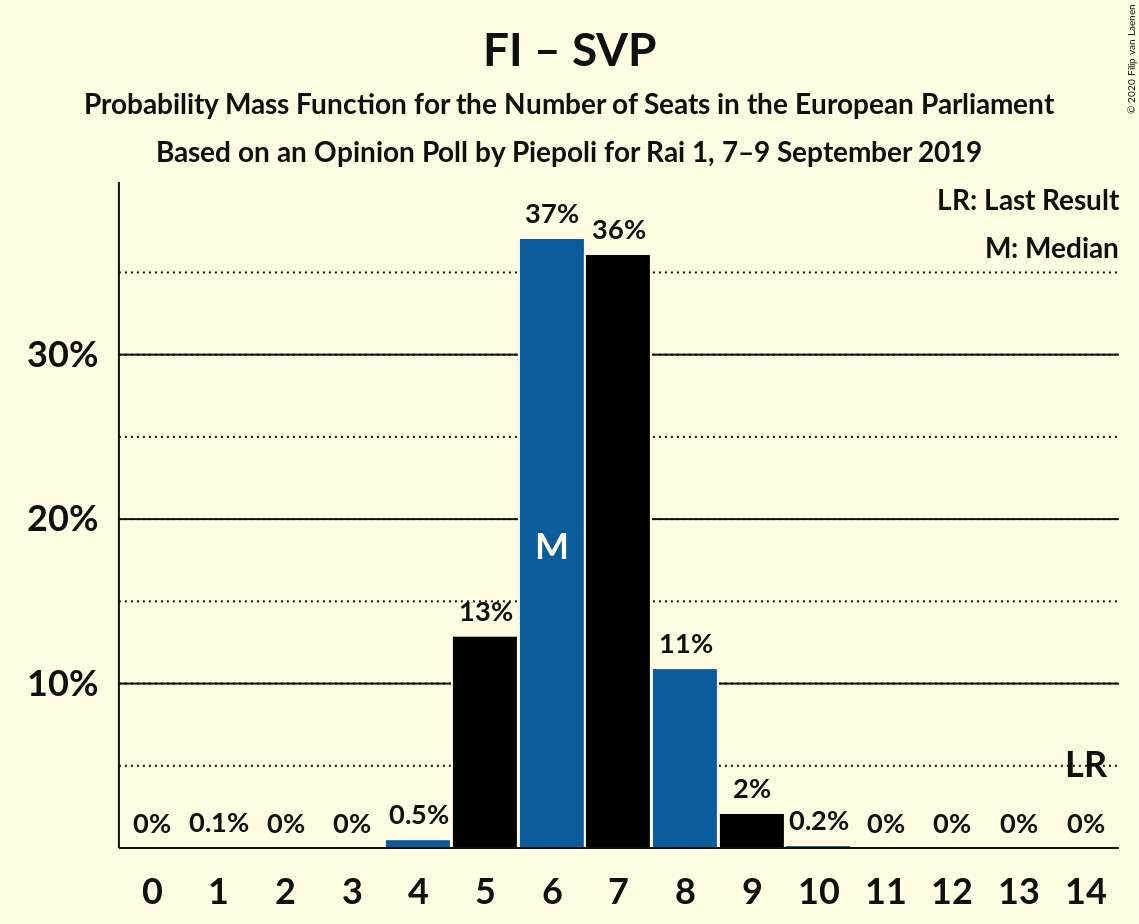 FI – SVP
Probability Mass Function for the Number of Seats in the European Parliament
Based on an Opinion Poll by Piepoli for Rai 1, 7–9 September 2019
© 2020 Filip van Laenen
LR: Last Result
M: Median
37%
36%
30%
20%
M
13%
11%
10%
LR
2%
0% 0.1% 0% 0% 0.5% 0.2% 0% 0% 0% 0%
0 1 2 3 4 5 6 7 8 9 10 11 12 13 14